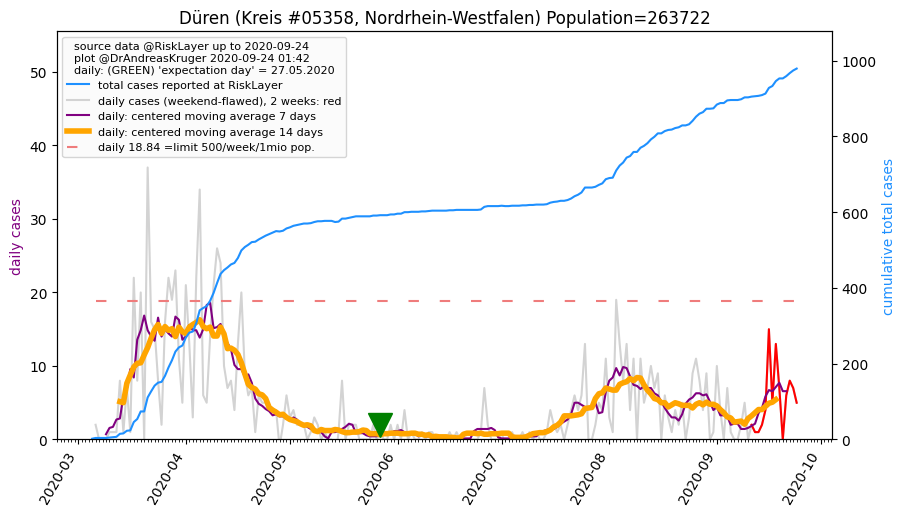 Düren (Kreis #05358, Nordrhein-Westfalen) Population=263722
source data @RiskLayer up to 2020-09-24
plot @DrAndreasKruger 2020-09-24 01:42
daily: (GREEN) 'expectation day' = 27.05.2020
total cases reported at RiskLayer
daily cases (weekend-flawed), 2 weeks: red
daily: centered moving average 7 days
daily: centered moving average 14 days
daily 18.84 =limit 500/week/1mio pop.
daily cases
50
40
30
20
10
0
cumulative total cases
1000
800
600
400
200
0
2020-03
2020-04
2020-05
2020-06
2020-07
2020-08
2020-09
2020-10